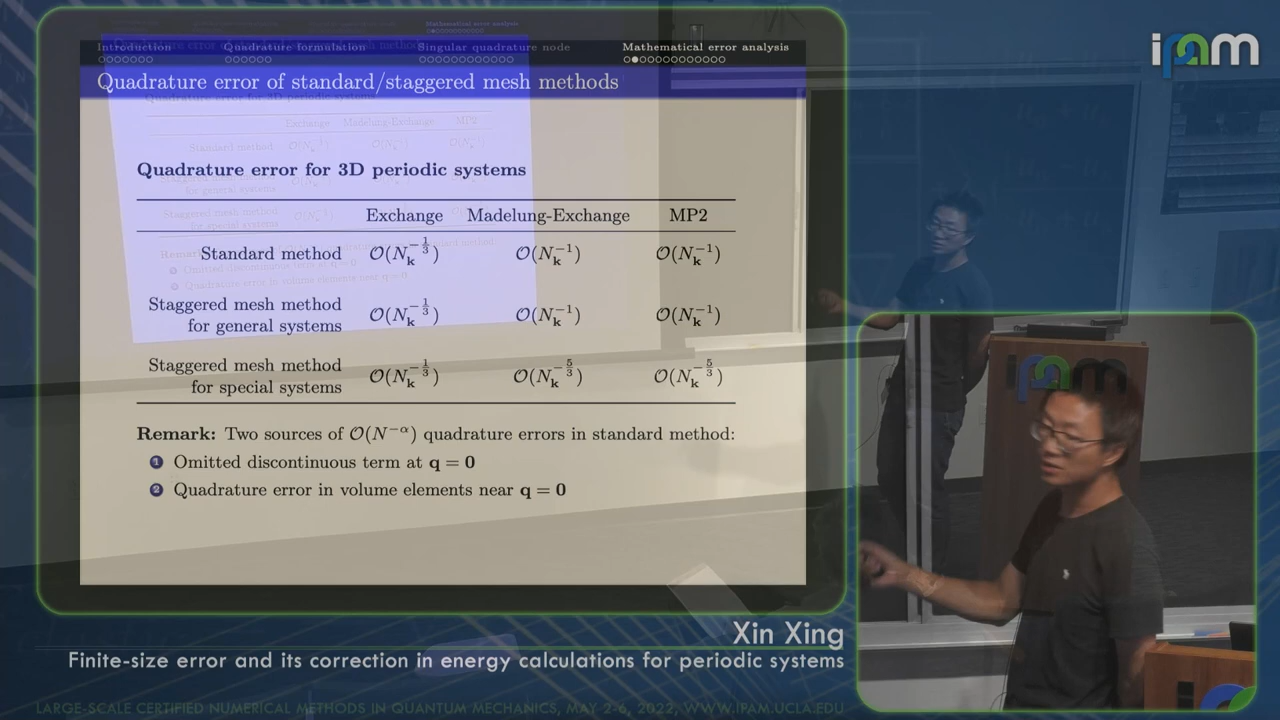 ipam
Introduction Quadrature formulation Singular quadrature node Mathematical error analysis
Quadrature error of standard/staggered mesh methods
Quadrature error for 3D periodic systems
Exchange Madelung-Exchange MP2
Standard method 𝒪(N_𝐤^{-1/3}) 𝒪(N_𝐤^{-1}) 𝒪(N_𝐤^{-1})
Staggered mesh method
for general systems 𝒪(N_𝐤^{-1/3}) 𝒪(N_𝐤^{-1}) 𝒪(N_𝐤^{-1})
Staggered mesh method
for special systems 𝒪(N_𝐤^{-1/3}) 𝒪(N_𝐤^{-5/3}) 𝒪(N_𝐤^{-5/3})
Remark: Two sources of 𝒪(N^{-α}) quadrature errors in standard method:
1 Omitted discontinuous term at q = 0
2 Quadrature error in volume elements near q = 0
ipam
Xin Xing
Finite-size error and its correction in energy calculations for periodic systems
LARGE-SCALE CERTIFIED NUMERICAL METHODS IN QUANTUM MECHANICS, MAY 2-6, 2022, WWW.IPAM.UCLA.EDU